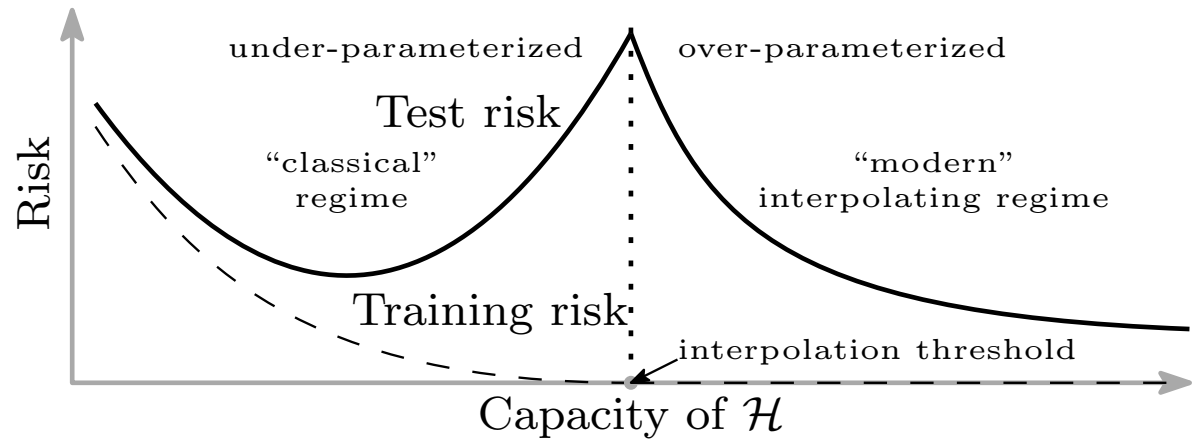 under-parameterized
over-parameterized
Test risk
“classical”
regime
“modern”
interpolating regime
Risk
Training risk
interpolation threshold
Capacity of ℋ